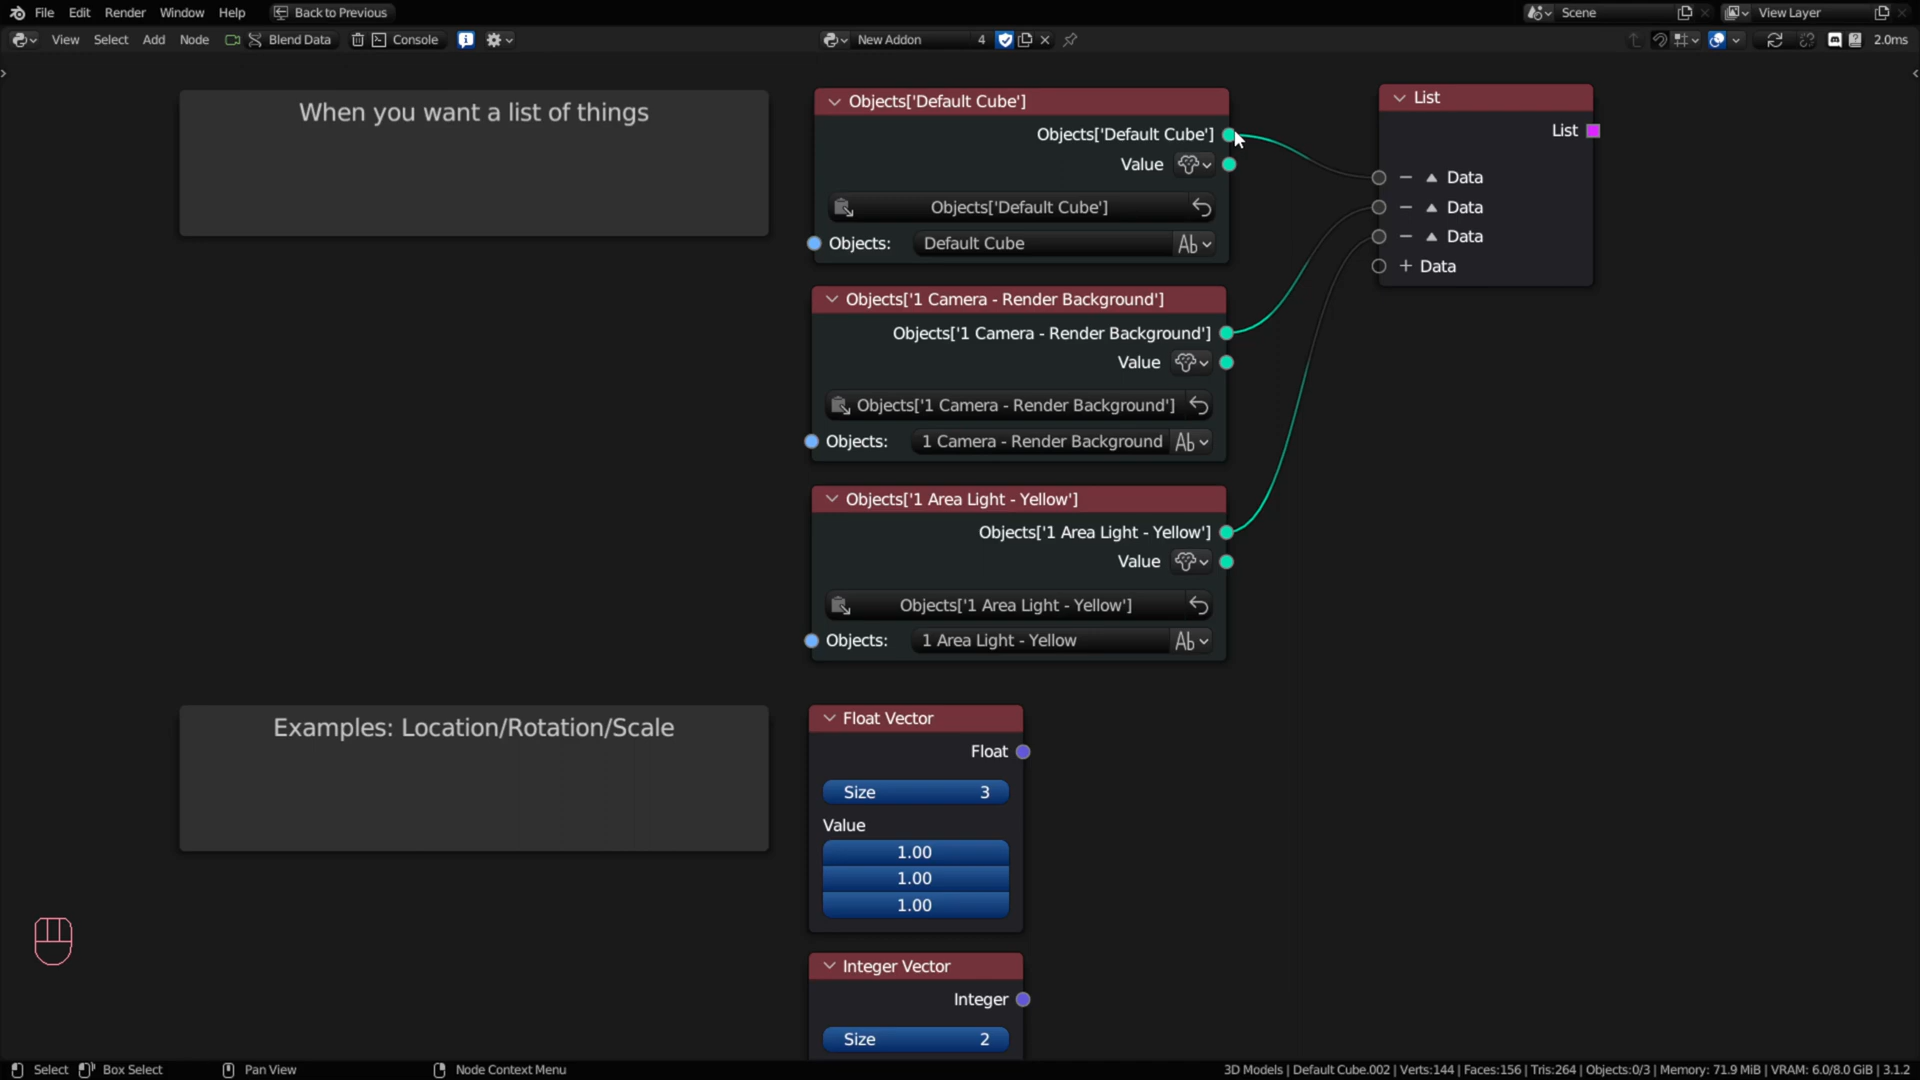 File Edit Render Window Help Back to Previous Scene View Layer
View Select Add Node Blend Data Console New Addon 4 2.0ms
When you want a list of things
Objects['Default Cube']
Objects['Default Cube']
Value
Objects['Default Cube']
Objects: Default Cube Ab
List
List
Data
Data
Data
Data
Objects['1 Camera - Render Background']
Objects['1 Camera - Render Background']
Value
Objects['1 Camera - Render Background']
Objects: 1 Camera - Render Background Ab
Objects['1 Area Light - Yellow']
Objects['1 Area Light - Yellow']
Value
Objects['1 Area Light - Yellow']
Objects: 1 Area Light - Yellow Ab
Examples: Location/Rotation/Scale
Float Vector
Float
Size 3
Value
1.00
1.00
1.00
Integer Vector
Integer
Size 2
Select Box Select Pan View Node Context Menu 3D Models | Default Cube.002 | Verts:144 | Faces:156 | Tris:264 | Objects:0/3 | Memory: 71.9 MiB | VRAM: 6.0/8.0 GiB | 3.1.2